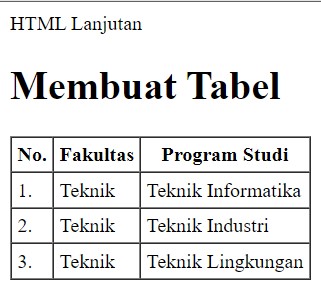 HTML Lanjutan
Membuat Tabel
No. Fakultas Program Studi
1. Teknik Teknik Informatika
2. Teknik Teknik Industri
3. Teknik Teknik Lingkungan